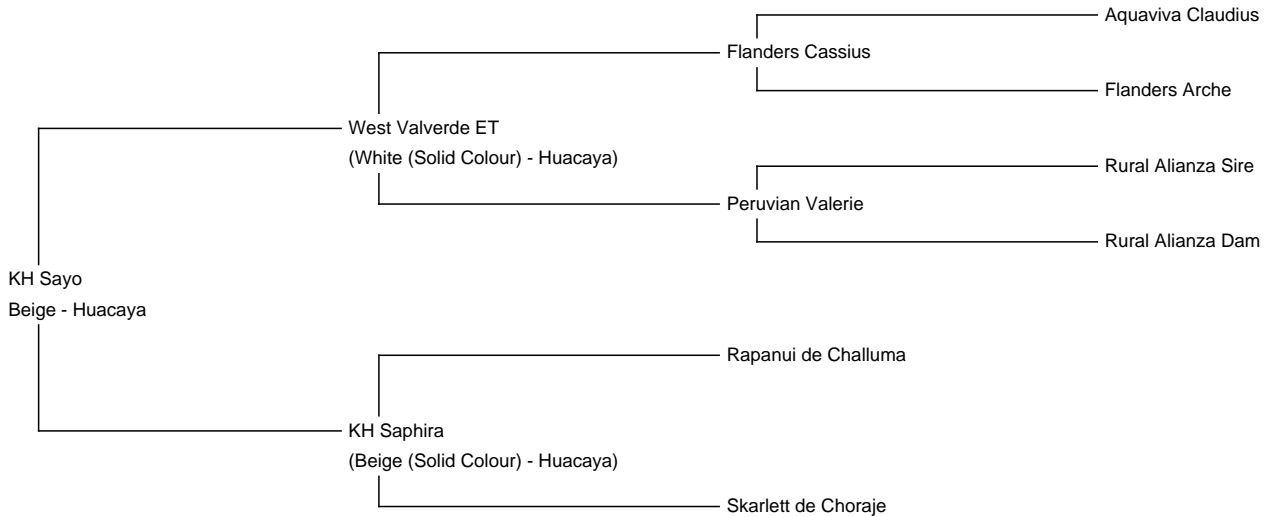 Aquaviva Claudius
Flanders Cassius
Flanders Arche
West Valverde ET
(White (Solid Colour) - Huacaya)
Rural Alianza Sire
Peruvian Valerie
Rural Alianza Dam
KH Sayo
Beige - Huacaya
Rapanui de Challuma
KH Saphira
(Beige (Solid Colour) - Huacaya)
Skarlett de Choraje